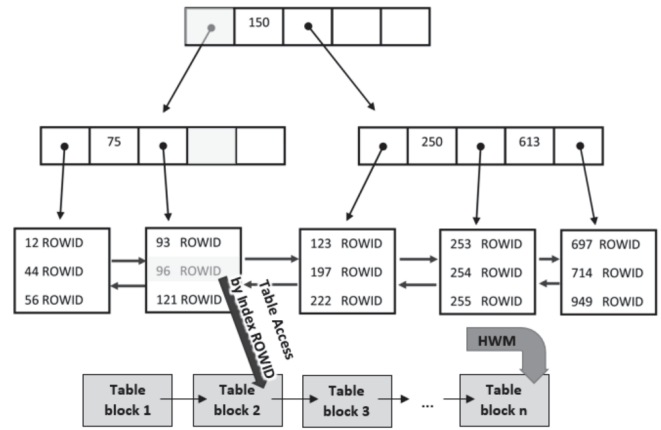 150
75
250 613
12 ROWID
44 ROWID
56 ROWID
93 ROWID
96 ROWID
121 ROWID
123 ROWID
197 ROWID
222 ROWID
253 ROWID
254 ROWID
255 ROWID
697 ROWID
714 ROWID
949 ROWID
Table Access
by Index ROWID
HWM
Table
block 1
Table
block 2
Table
block 3
...
Table
block n